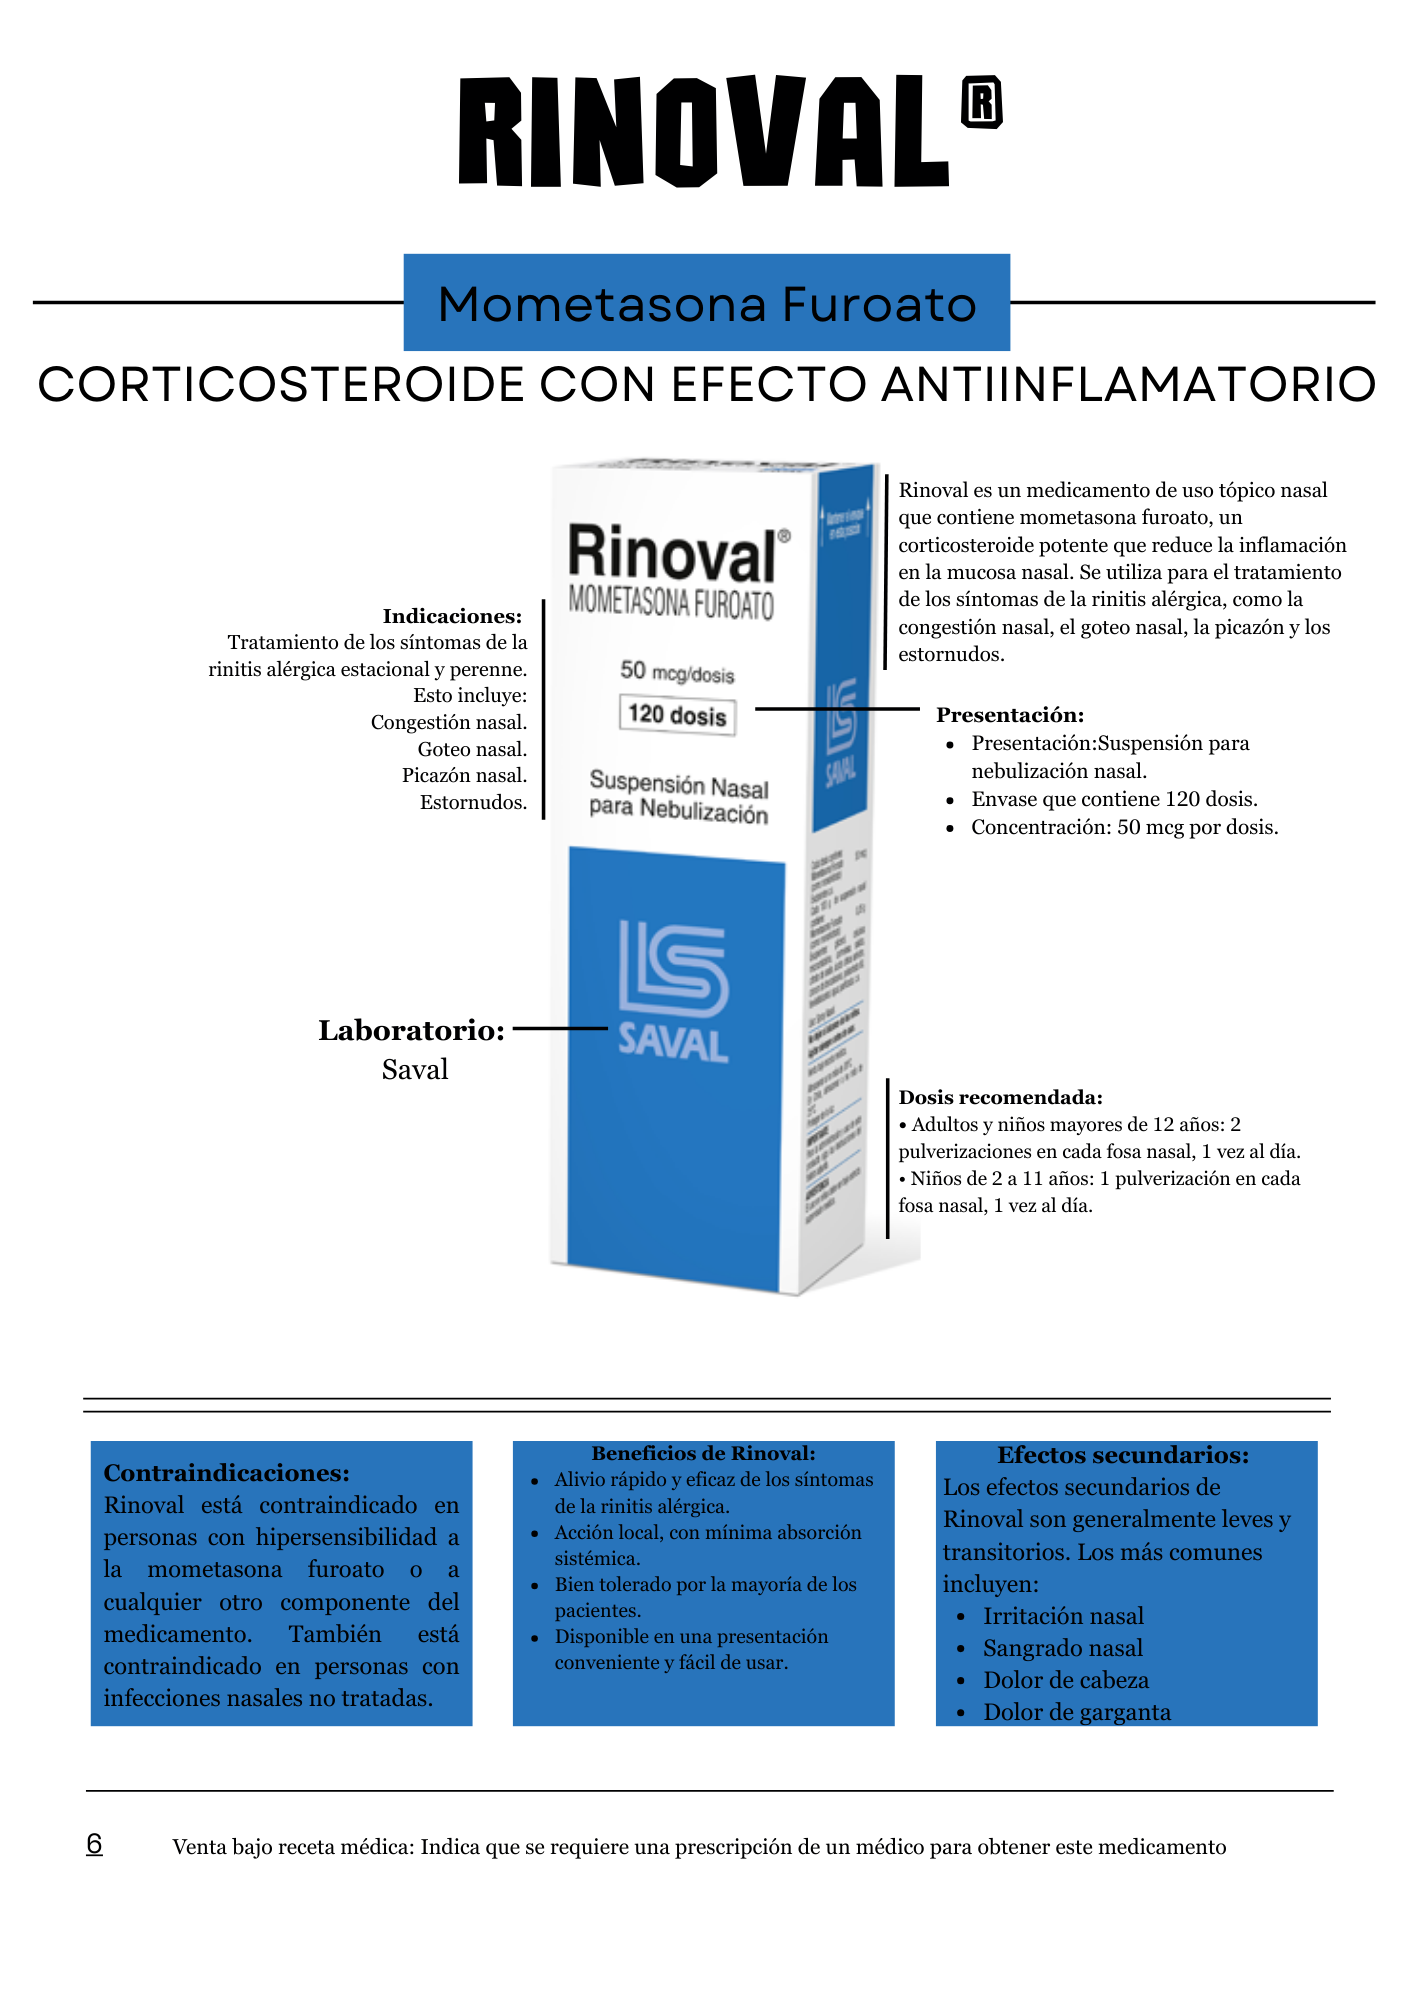 RINOVAL®
Mometasona Furoato
CORTICOSTEROIDE CON EFECTO ANTIINFLAMATORIO
Rinoval®
MOMETASONA FUROATO
50 mcg/dosis
120 dosis
Suspensión Nasal
para Nebulización
SAVAL
SAVAL
Rinoval es un medicamento de uso tópico nasal
que contiene mometasona furoato, un
corticosteroide potente que reduce la inflamación
en la mucosa nasal. Se utiliza para el tratamiento
de los síntomas de la rinitis alérgica, como la
congestión nasal, el goteo nasal, la picazón y los
estornudos.
Indicaciones:
Tratamiento de los síntomas de la
rinitis alérgica estacional y perenne.
Esto incluye:
Congestión nasal.
Goteo nasal.
Picazón nasal.
Estornudos.
Presentación:
• Presentación:Suspensión para
nebulización nasal.
• Envase que contiene 120 dosis.
• Concentración: 50 mcg por dosis.
Laboratorio:
Saval
Dosis recomendada:
• Adultos y niños mayores de 12 años: 2
pulverizaciones en cada fosa nasal, 1 vez al día.
• Niños de 2 a 11 años: 1 pulverización en cada
fosa nasal, 1 vez al día.
Contraindicaciones:
Rinoval está contraindicado en
personas con hipersensibilidad a
la mometasona furoato o a
cualquier otro componente del
medicamento. También está
contraindicado en personas con
infecciones nasales no tratadas.
Beneficios de Rinoval:
• Alivio rápido y eficaz de los síntomas
de la rinitis alérgica.
• Acción local, con mínima absorción
sistémica.
• Bien tolerado por la mayoría de los
pacientes.
• Disponible en una presentación
conveniente y fácil de usar.
Efectos secundarios:
Los efectos secundarios de
Rinoval son generalmente leves y
transitorios. Los más comunes
incluyen:
• Irritación nasal
• Sangrado nasal
• Dolor de cabeza
• Dolor de garganta
6
Venta bajo receta médica: Indica que se requiere una prescripción de un médico para obtener este medicamento